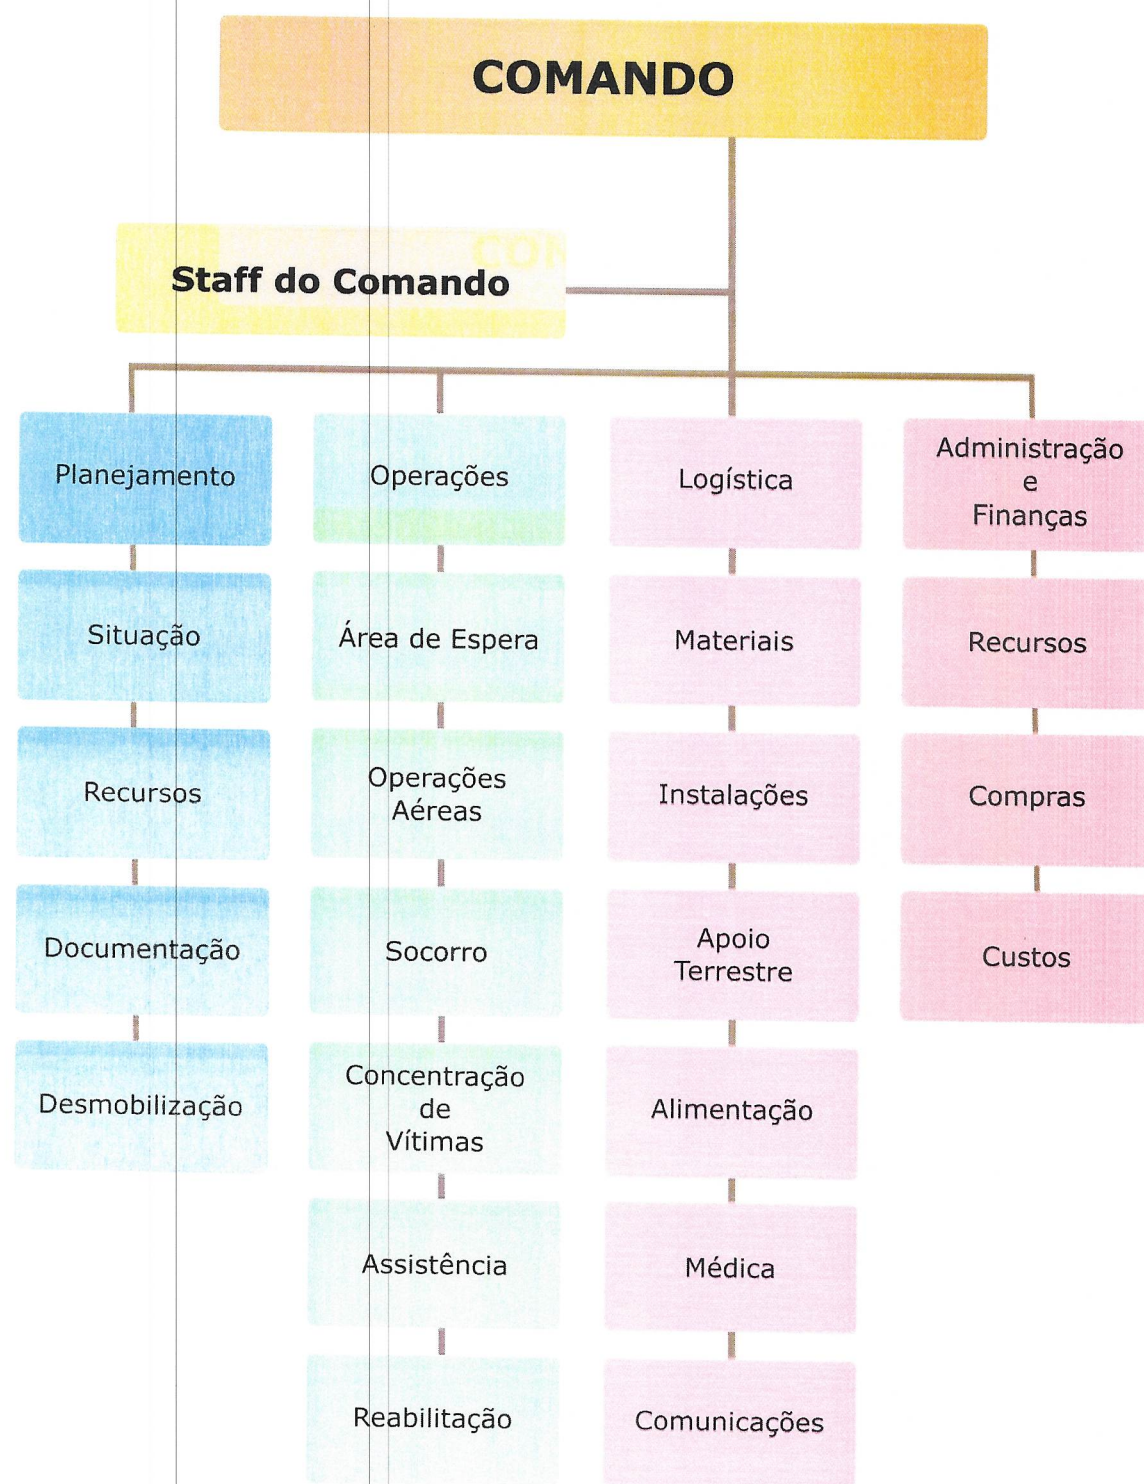 COMANDO
Staff do Comando
Planejamento
Situação
Recursos
Documentação
Desmobilização
Operações
Área de Espera
Operações
Aéreas
Socorro
Concentração
de
Vítimas
Assistência
Reabilitação
Logística
Materiais
Instalações
Apoio
Terrestre
Alimentação
Médica
Comunicações
Administração
e
Finanças
Recursos
Compras
Custos